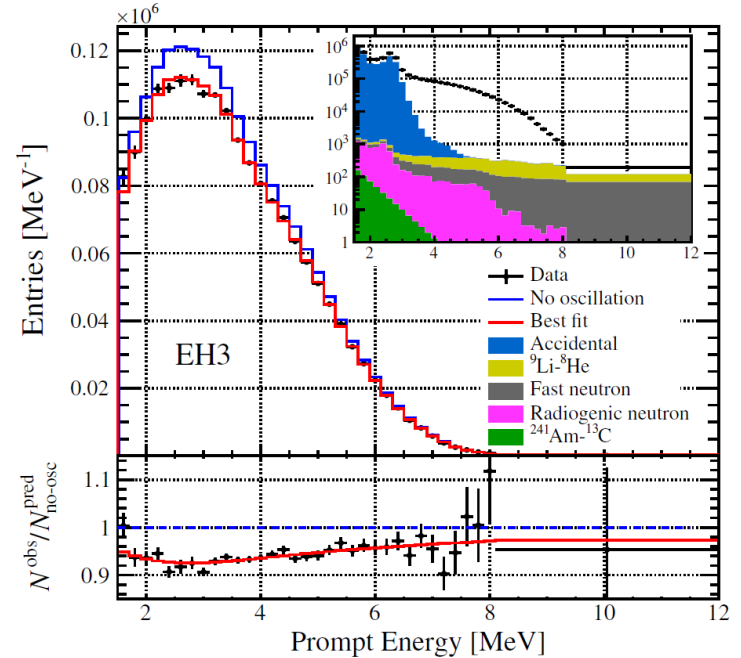 ×10⁶
0.12
0.1
0.08
0.06
0.04
0.02
Entries [MeV⁻¹]
EH3
10⁶
10⁵
10⁴
10³
10²
10
1
2 4 6 8 10 12
Data
No oscillation
Best fit
Accidental
⁹Li-⁸He
Fast neutron
Radiogenic neutron
²⁴¹Am-¹³C
1.1
1
0.9
N^obs/N^pred_no-osc
2 4 6 8 10 12
Prompt Energy [MeV]